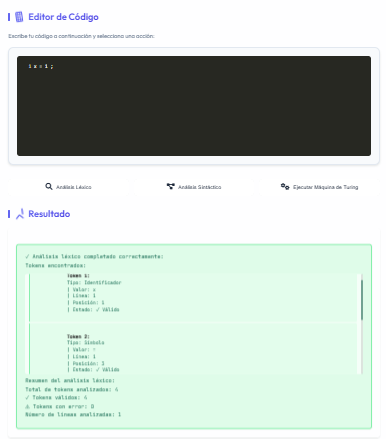 Editor de Código
Escribe tu código a continuación y selecciona una acción:
1 x = 1 ;
Análisis Léxico
Análisis Sintáctico
Ejecutar Máquina de Turing
Resultado
✓ Análisis léxico completado correctamente:
Tokens encontrados:
Token 1:
Tipo: Identificador
| Valor: x
| Línea: 1
| Posición: 1
| Estado: ✓ Válido
Token 2:
Tipo: Símbolo
| Valor: =
| Línea: 1
| Posición: 3
| Estado: ✓ Válido
Resumen del análisis léxico:
Total de tokens analizados: 4
✓ Tokens válidos: 4
⚠ Tokens con error: 0
Número de líneas analizadas: 1